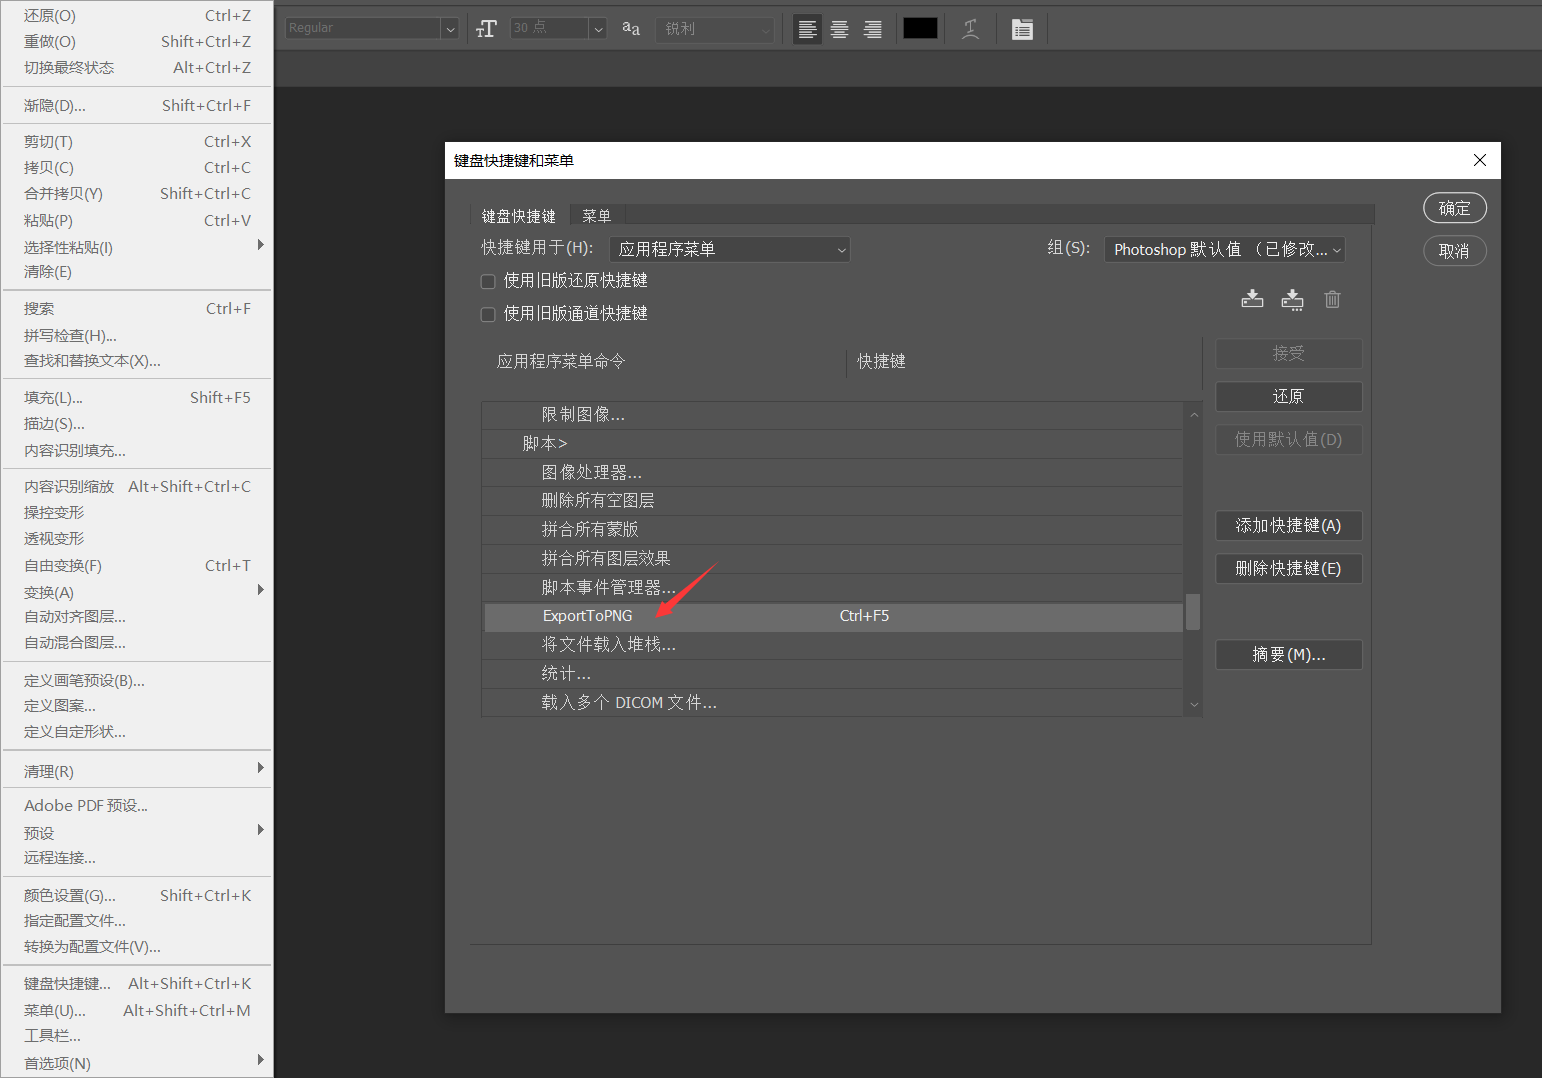 还原(O) Ctrl+Z
重做(O) Shift+Ctrl+Z
切换最终状态 Alt+Ctrl+Z
渐隐(D)... Shift+Ctrl+F
剪切(T) Ctrl+X
拷贝(C) Ctrl+C
合并拷贝(Y) Shift+Ctrl+C
粘贴(P) Ctrl+V
选择性粘贴(I)
清除(E)
搜索 Ctrl+F
拼写检查(H)...
查找和替换文本(X)...
填充(L)... Shift+F5
描边(S)...
内容识别填充...
内容识别缩放 Alt+Shift+Ctrl+C
操控变形
透视变形
自由变换(F) Ctrl+T
变换(A)
自动对齐图层...
自动混合图层...
定义画笔预设(B)...
定义图案...
定义自定形状...
清理(R)
Adobe PDF 预设...
预设
远程连接...
颜色设置(G)... Shift+Ctrl+K
指定配置文件...
转换为配置文件(V)...
键盘快捷键... Alt+Shift+Ctrl+K
菜单(U)... Alt+Shift+Ctrl+M
工具栏...
首选项(N)
Regular 30 点 aa 锐利
键盘快捷键和菜单
键盘快捷键 菜单
快捷键用于(H): 应用程序菜单 组(S): Photoshop 默认值 （已修改...
使用旧版还原快捷键
使用旧版通道快捷键
应用程序菜单命令 快捷键
限制图像...
脚本>
图像处理器...
删除所有空图层
拼合所有蒙版
拼合所有图层效果
脚本事件管理器...
ExportToPNG Ctrl+F5
将文件载入堆栈...
统计...
载入多个 DICOM 文件...
确定
取消
接受
还原
使用默认值(D)
添加快捷键(A)
删除快捷键(E)
摘要(M)...